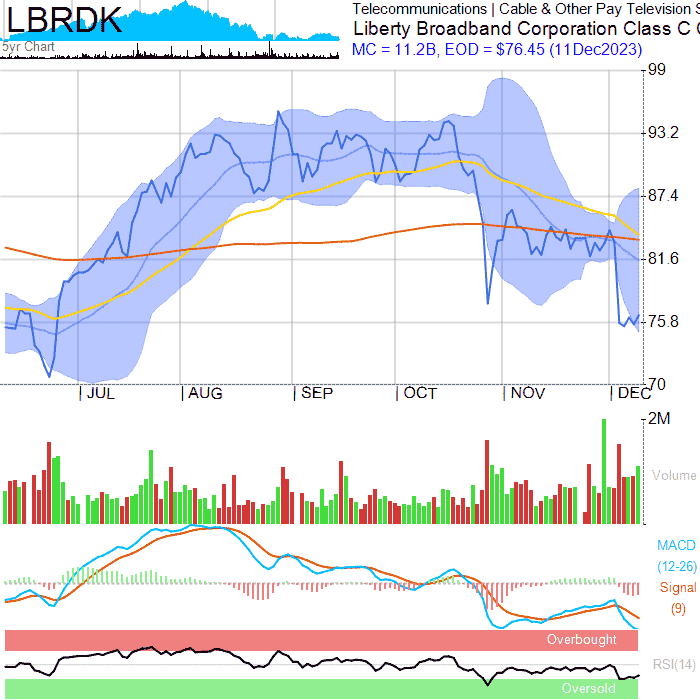 LBRDK
5yr Chart
Telecommunications | Cable & Other Pay Television S
Liberty Broadband Corporation Class C C
MC = 11.2B, EOD = $76.45 (11Dec2023)
99
93.2
87.4
81.6
75.8
70
JUL AUG SEP OCT NOV DEC
2M
Volume
MACD
(12-26)
Signal
(9)
Overbought
RSI(14)
Oversold